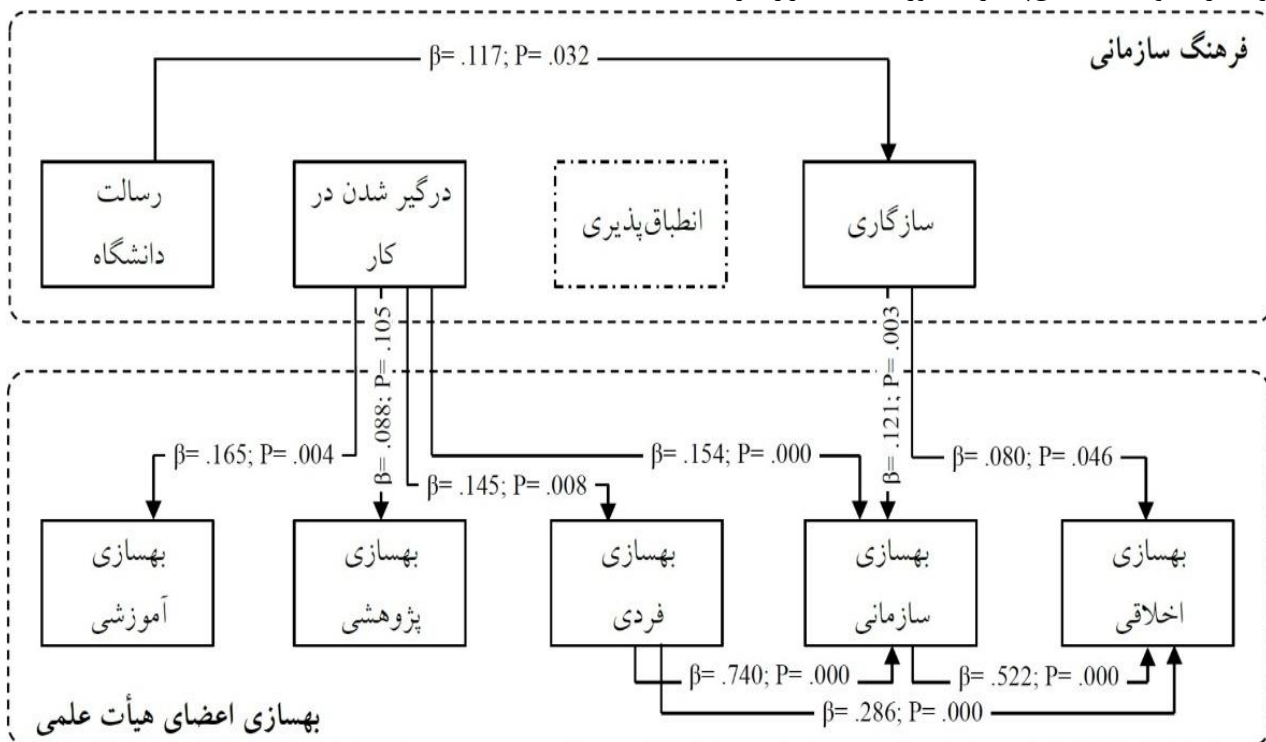 فرهنگ سازمانی
β= .117; P= .032
رسالت
دانشگاه
درگیر شدن در
کار
انطباق‌پذیری
سازگاری
β= .088; P= .105
β= .121; P= .003
β= .165; P= .004
β= .145; P= .008
β= .154; P= .000
β= .080; P= .046
بهسازی
آموزشی
بهسازی
پژوهشی
بهسازی
فردی
بهسازی
سازمانی
بهسازی
اخلاقی
β= .740; P= .000
β= .522; P= .000
β= .286; P= .000
بهسازی اعضای هیأت علمی